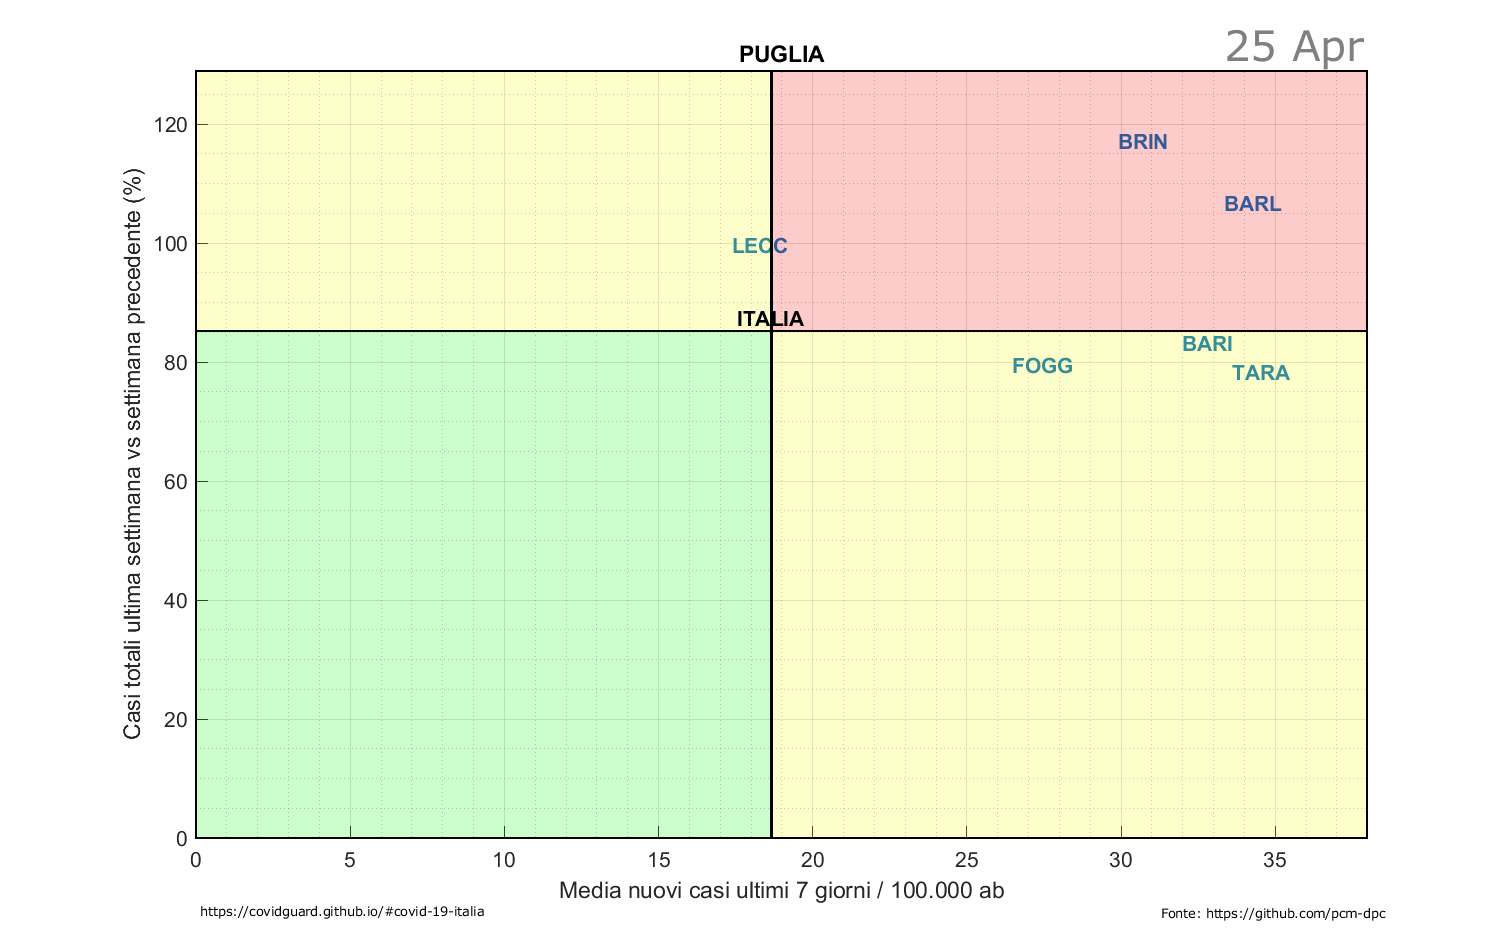 25 Apr
PUGLIA
120
100
80
60
40
20
0
Casi totali ultima settimana vs settimana precedente (%)
BRIN
BARL
LECC
ITALIA
BARI
FOGG
TARA
0 5 10 15 20 25 30 35
Media nuovi casi ultimi 7 giorni / 100.000 ab
https://covidguard.github.io/#covid-19-italia
Fonte: https://github.com/pcm-dpc